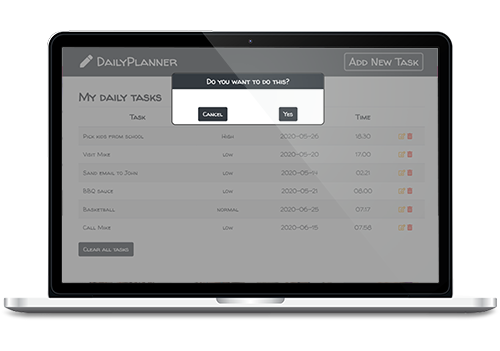 DailyPlanner
Add New Task
Do you want to do this?
Cancel
Yes
My daily tasks
Task
Time
Pick kids from school high 2020-05-26 18:30
Visit Mike low 2020-05-20 17:00
Sand email to John low 2020-05-14 02:21
BBQ sauce low 2020-05-21 08:00
Basketball normal 2020-06-25 07:17
Call Mike low 2020-06-15 07:58
Clear all tasks